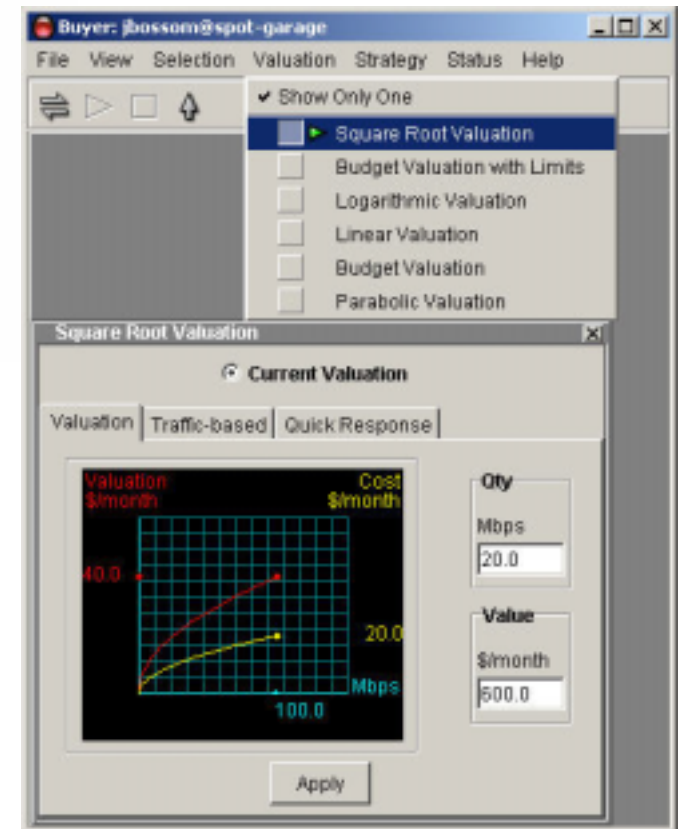 Buyer: jbossom@spot-garage
File View Selection Valuation Strategy Status Help
✔ Show Only One
Square Root Valuation
Budget Valuation with Limits
Logarithmic Valuation
Linear Valuation
Budget Valuation
Parabolic Valuation
Square Root Valuation
Current Valuation
Valuation Traffic-based Quick Response
Valuation
$/month
Cost
$/month
40.0
20.0
Mbps
100.0
Qty
Mbps
20.0
Value
$/month
600.0
Apply